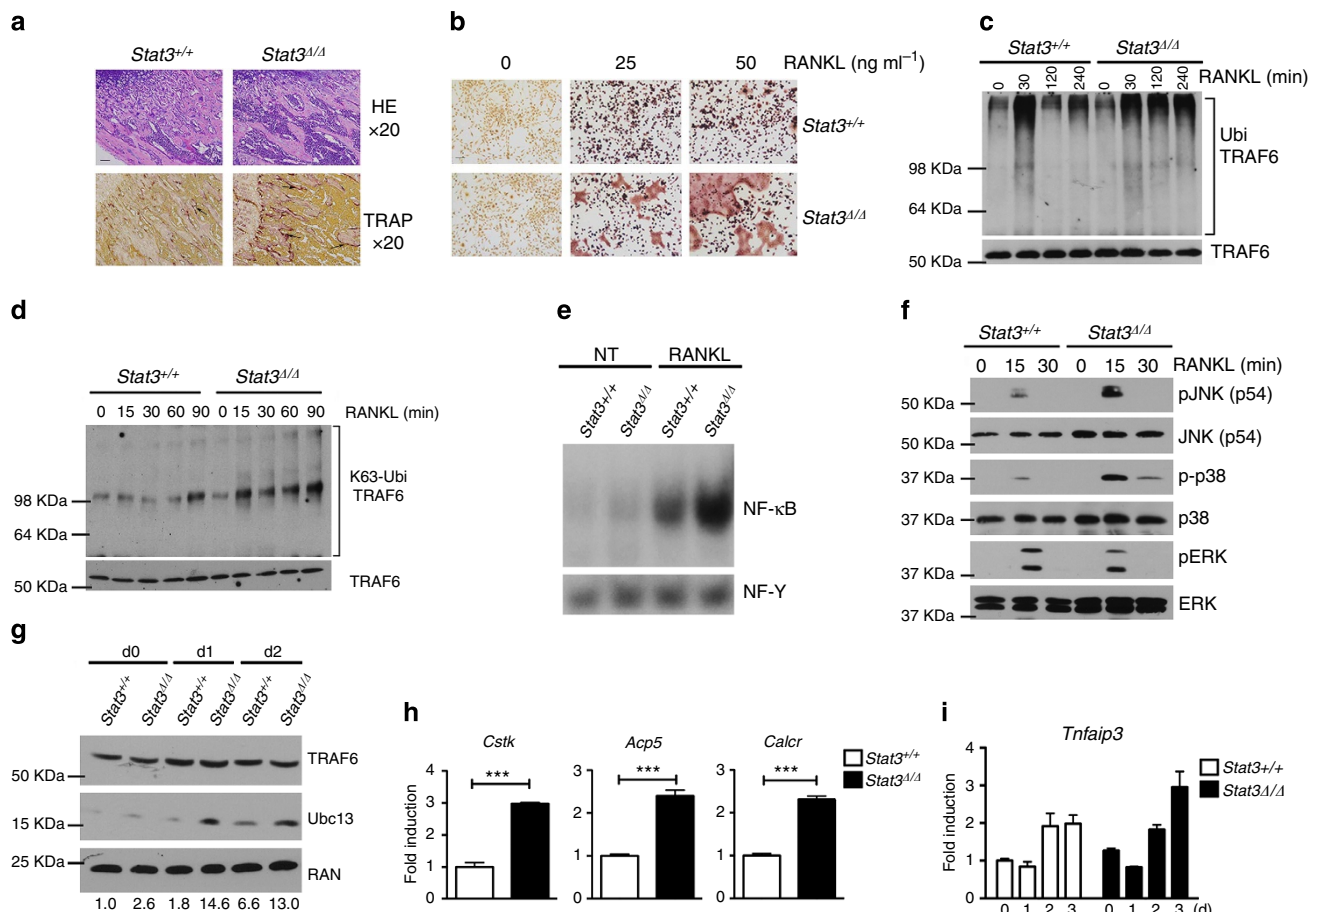 a
Stat3+/+ Stat3Δ/Δ
HE
×20
TRAP
×20
b
0 25 50 RANKL (ng ml–1)
Stat3+/+
Stat3Δ/Δ
c
Stat3+/+ Stat3Δ/Δ
0 30 120 240 0 30 120 240 RANKL (min)
Ubi
TRAF6
98 KDa
64 KDa
50 KDa
TRAF6
d
Stat3+/+ Stat3Δ/Δ
0 15 30 60 90 0 15 30 60 90 RANKL (min)
K63-Ubi
TRAF6
98 KDa
64 KDa
50 KDa
TRAF6
e
NT RANKL
Stat3+/+ Stat3Δ/Δ Stat3+/+ Stat3Δ/Δ
NF-κB
NF-Y
f
Stat3+/+ Stat3Δ/Δ
0 15 30 0 15 30 RANKL (min)
50 KDa pJNK (p54)
50 KDa JNK (p54)
37 KDa p-p38
37 KDa p38
37 KDa pERK
37 KDa ERK
g
d0 d1 d2
Stat3+/+ Stat3Δ/Δ Stat3+/+ Stat3Δ/Δ Stat3+/+ Stat3Δ/Δ
50 KDa TRAF6
15 KDa Ubc13
25 KDa RAN
1.0 2.6 1.8 14.6 6.6 13.0
h
Cstk
***
Fold induction
4
3
2
1
0
Acp5
***
3
2
1
0
Calcr
***
3
2
1
0
Stat3+/+
Stat3Δ/Δ
i
Tnfaip3
Fold induction
4
3
2
1
0
0 1 2 3 0 1 2 3 (d)
Stat3+/+
Stat3Δ/Δ